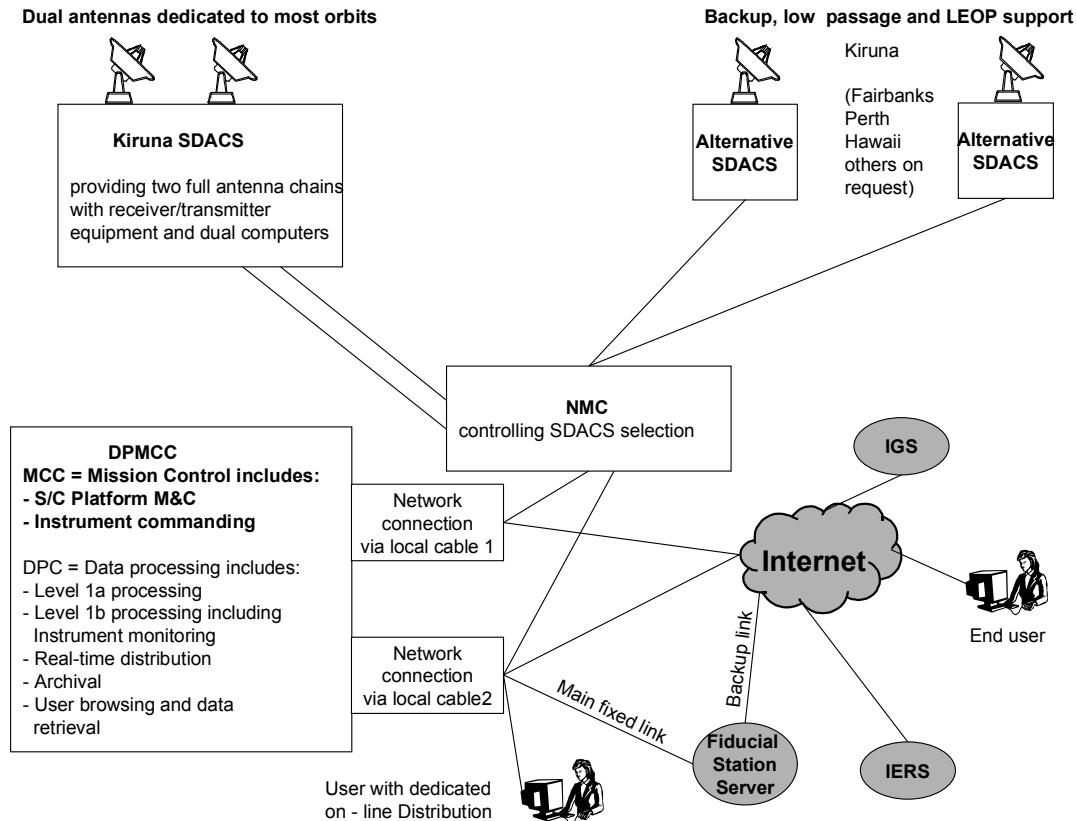 Dual antennas dedicated to most orbits
Backup, low passage and LEOP support
Kiruna SDACS
providing two full antenna chains
with receiver/transmitter
equipment and dual computers
Alternative
SDACS
Kiruna
(Fairbanks
Perth
Hawaii
others on
request)
Alternative
SDACS
NMC
controlling SDACS selection
DPMCC
MCC = Mission Control includes:
- S/C Platform M&C
- Instrument commanding
DPC = Data processing includes:
- Level 1a processing
- Level 1b processing including
Instrument monitoring
- Real-time distribution
- Archival
- User browsing and data
retrieval
Network
connection
via local cable 1
Network
connection
via local cable2
IGS
Internet
End user
Backup link
Main fixed link
Fiducial
Station
Server
IERS
User with dedicated
on - line Distribution